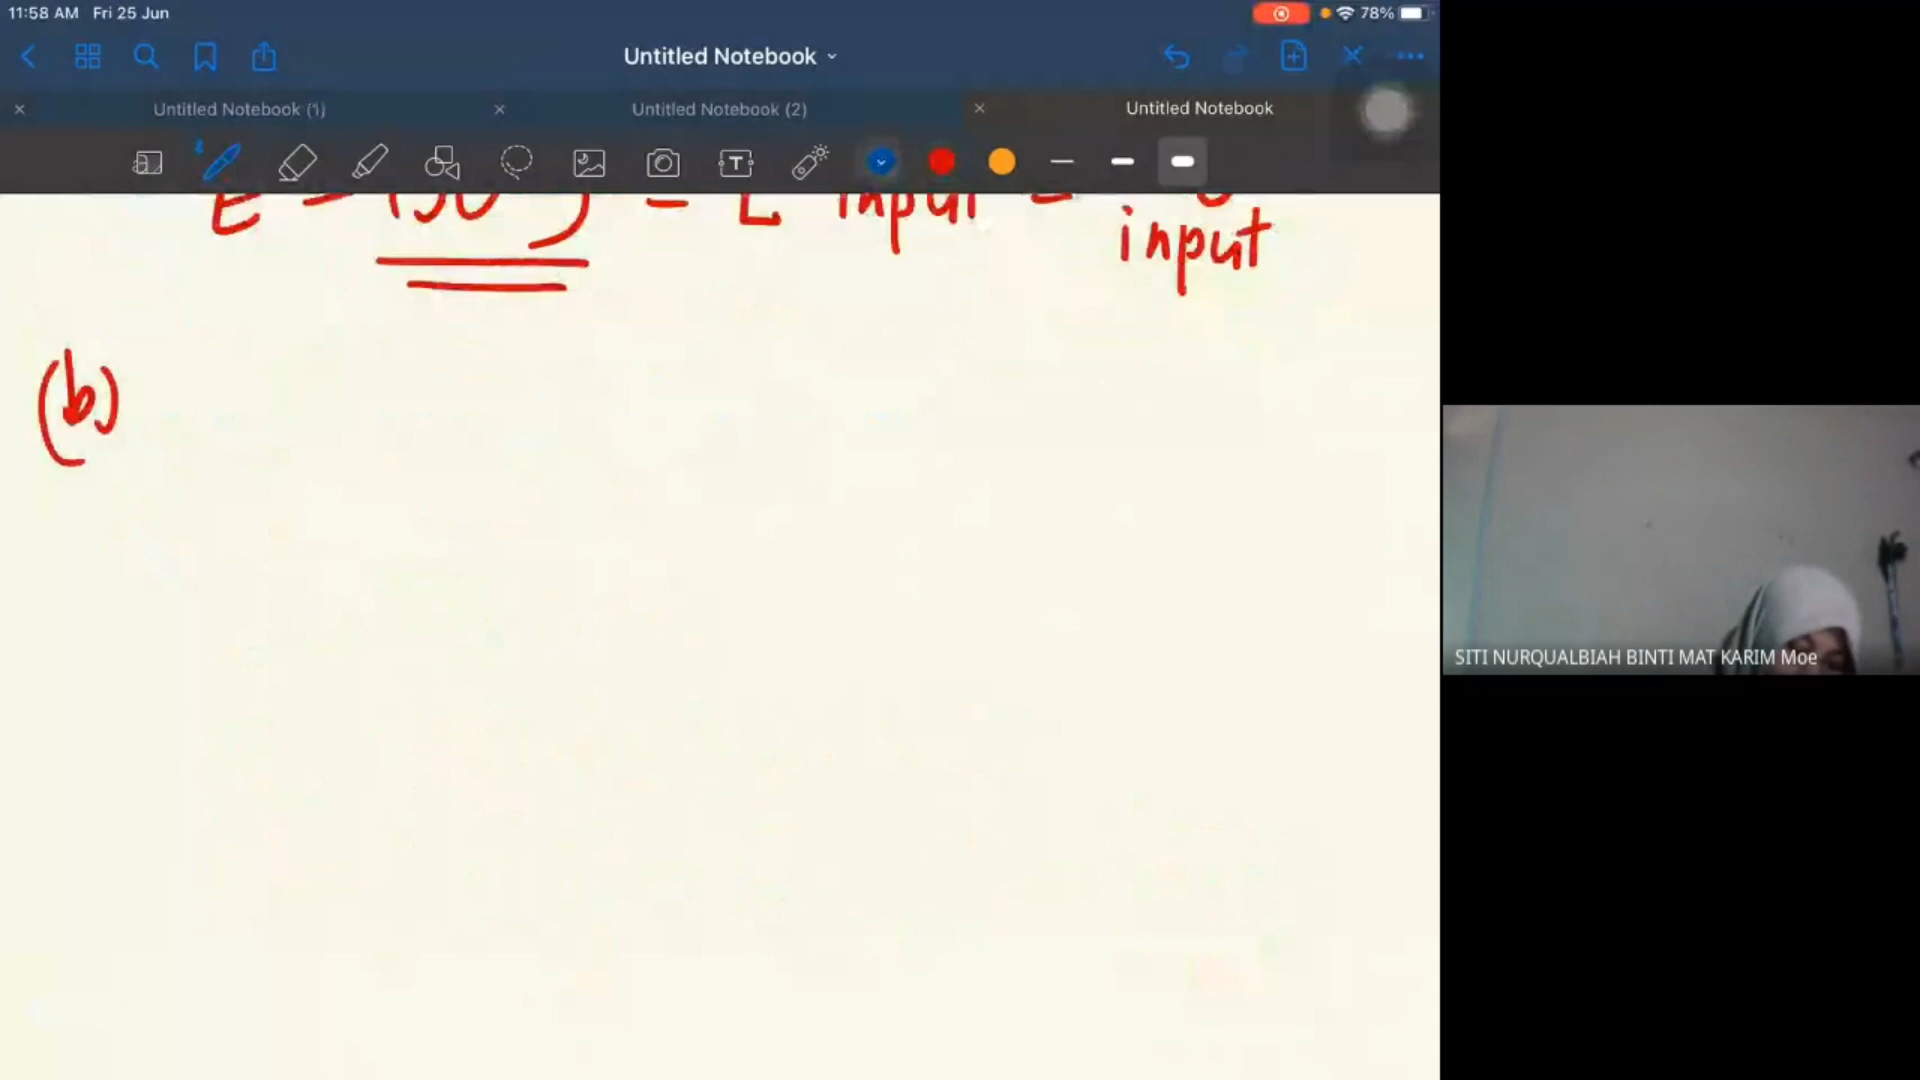 11:58 AM Fri 25 Jun
78%
Untitled Notebook
Untitled Notebook (1)
Untitled Notebook (2)
Untitled Notebook
T
E = = E input =
input
(b)
SITI NURQUALBIAH BINTI MAT KARIM Moe